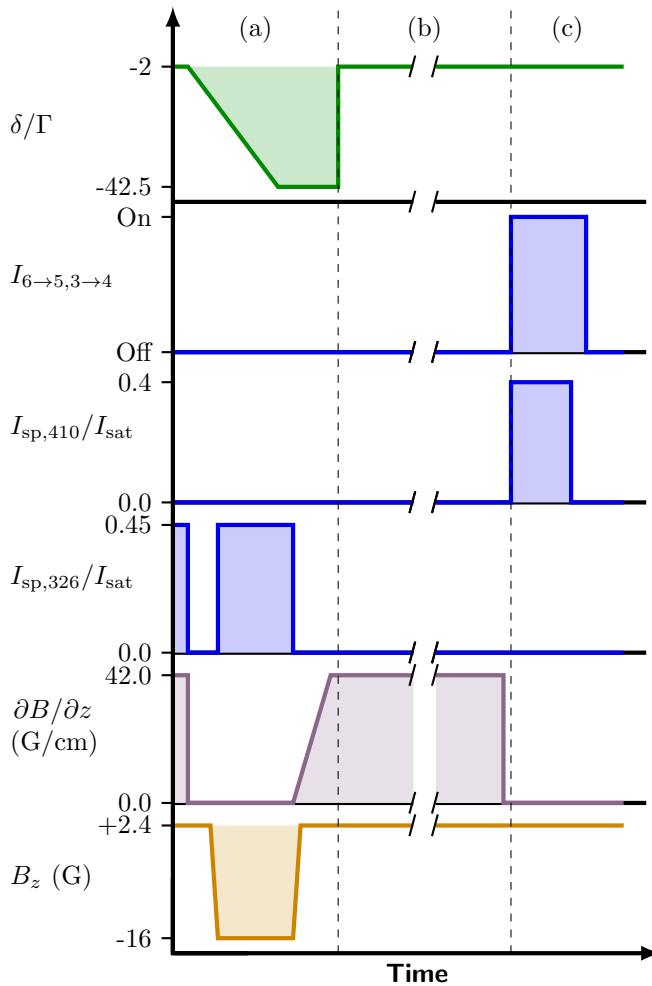 (a) (b) (c)
-2
δ/Γ
-42.5
On
I6→5,3→4
Off
0.4
Isp,410/Isat
0.0
0.45
Isp,326/Isat
0.0
42.0
∂B/∂z
(G/cm)
0.0
+2.4
Bz (G)
-16
Time